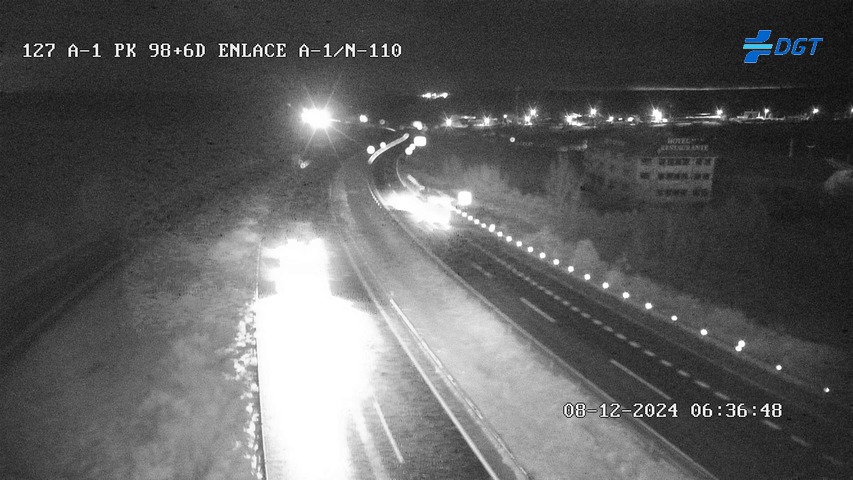 127 A-1 PK 98+6D ENLACE A-1/N-110
DGT
HOTEL
RESTAURANTE
08-12-2024 06:36:48